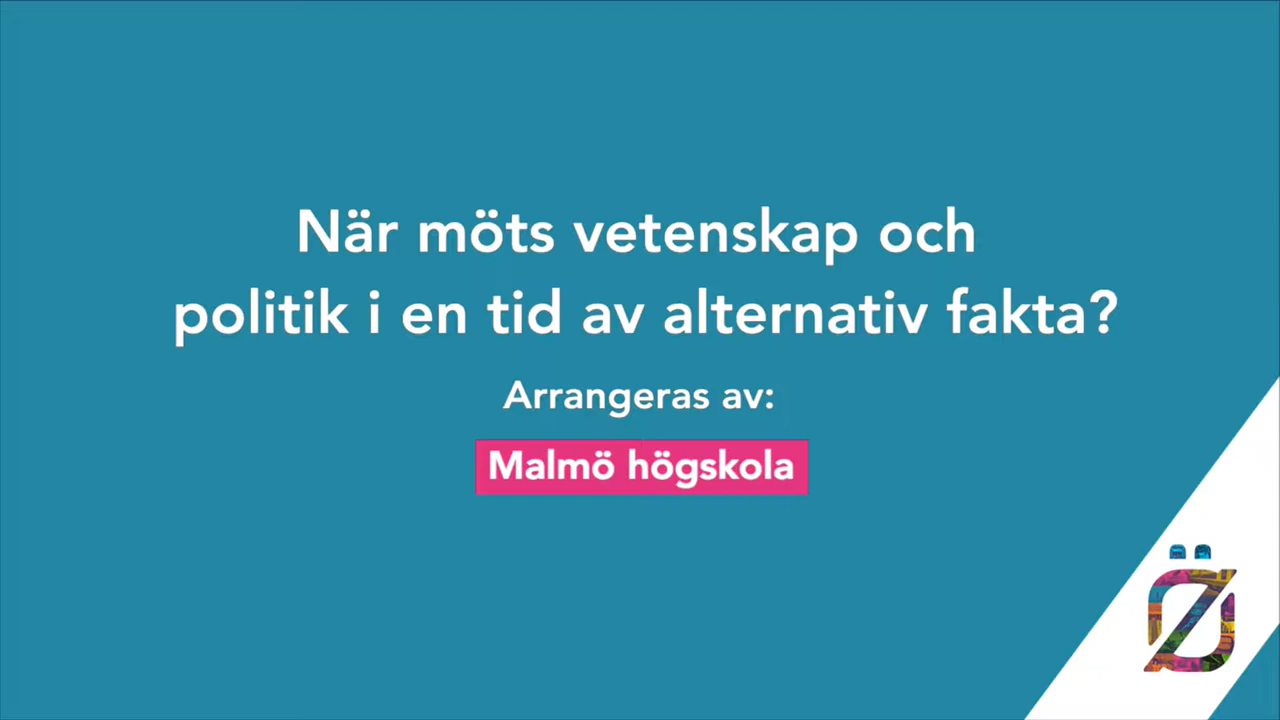 När möts vetenskap och
politik i en tid av alternativ fakta?
Arrangeras av:
Malmö högskola